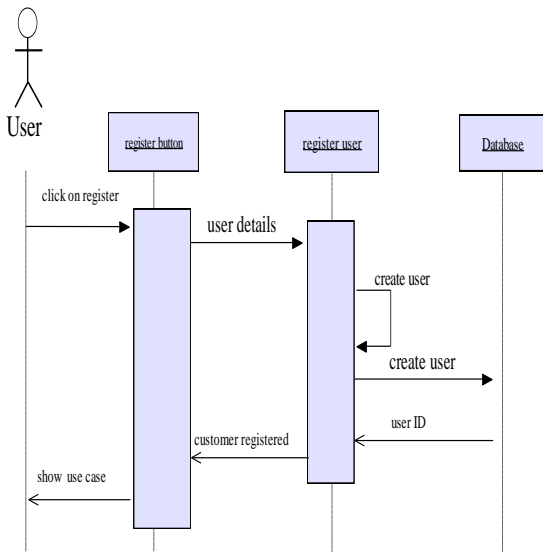 User
register button
register user
Database
click on register
user details
create user
create user
user ID
customer registered
show use case